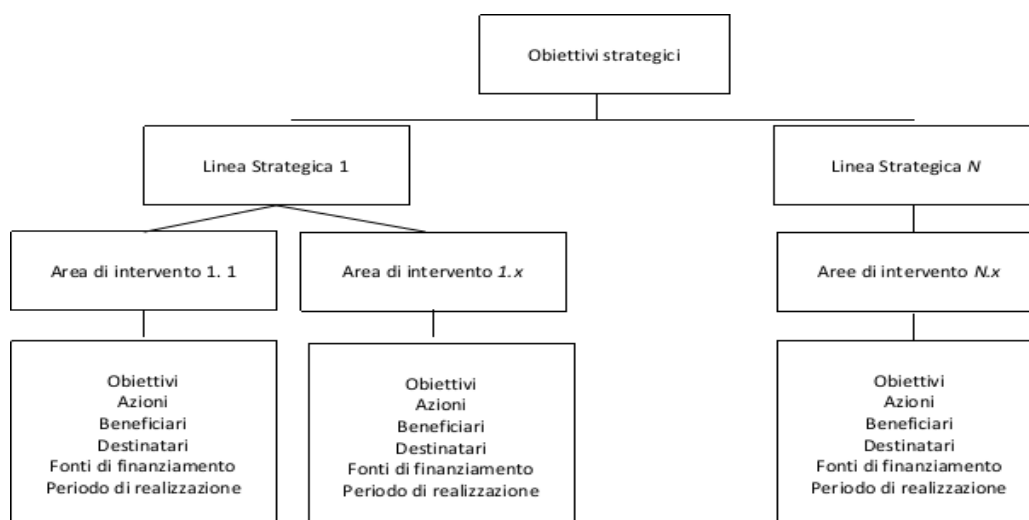 Obiettivi strategici
Linea Strategica 1
Linea Strategica N
Area di intervento 1. 1
Area di intervento 1.x
Aree di intervento N.x
Obiettivi
Azioni
Beneficiari
Destinatari
Fonti di finanziamento
Periodo di realizzazione
Obiettivi
Azioni
Beneficiari
Destinatari
Fonti di finanziamento
Periodo di realizzazione
Obiettivi
Azioni
Beneficiari
Destinatari
Fonti di finanziamento
Periodo di realizzazione